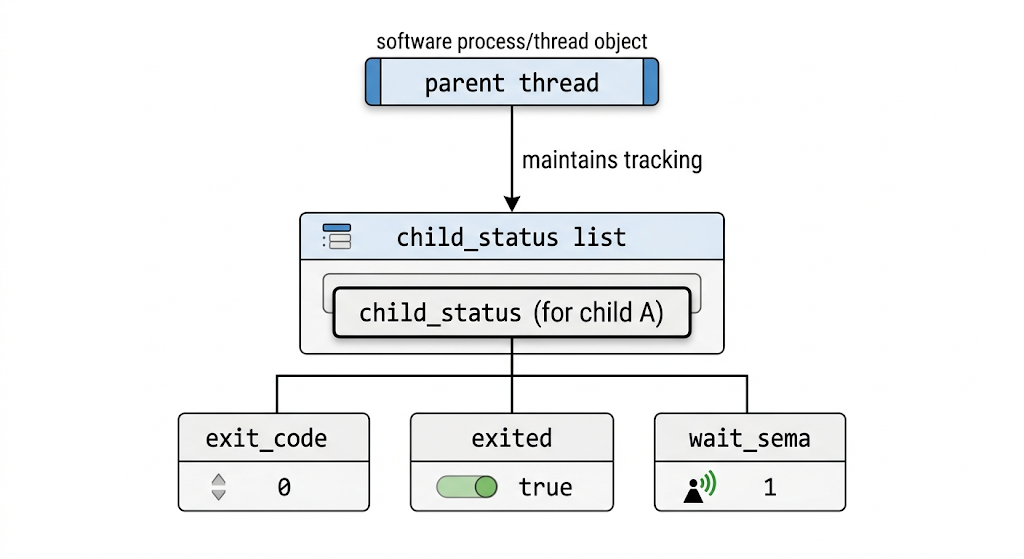 software process/thread object
parent thread
maintains tracking
child_status list
child_status (for child A)
exit_code
0
exited
true
wait_sema
1